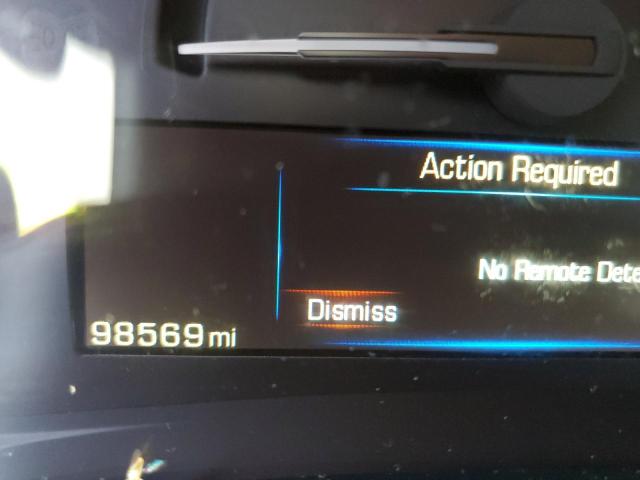 Action Required
No Remote Dete
Dismiss
98569 mi